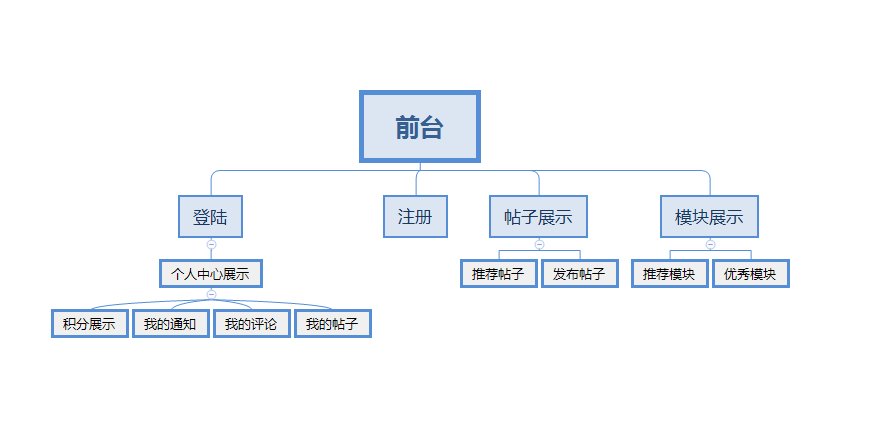 前台
登陆
注册
帖子展示
模块展示
个人中心展示
推荐帖子
发布帖子
推荐模块
优秀模块
积分展示
我的通知
我的评论
我的帖子